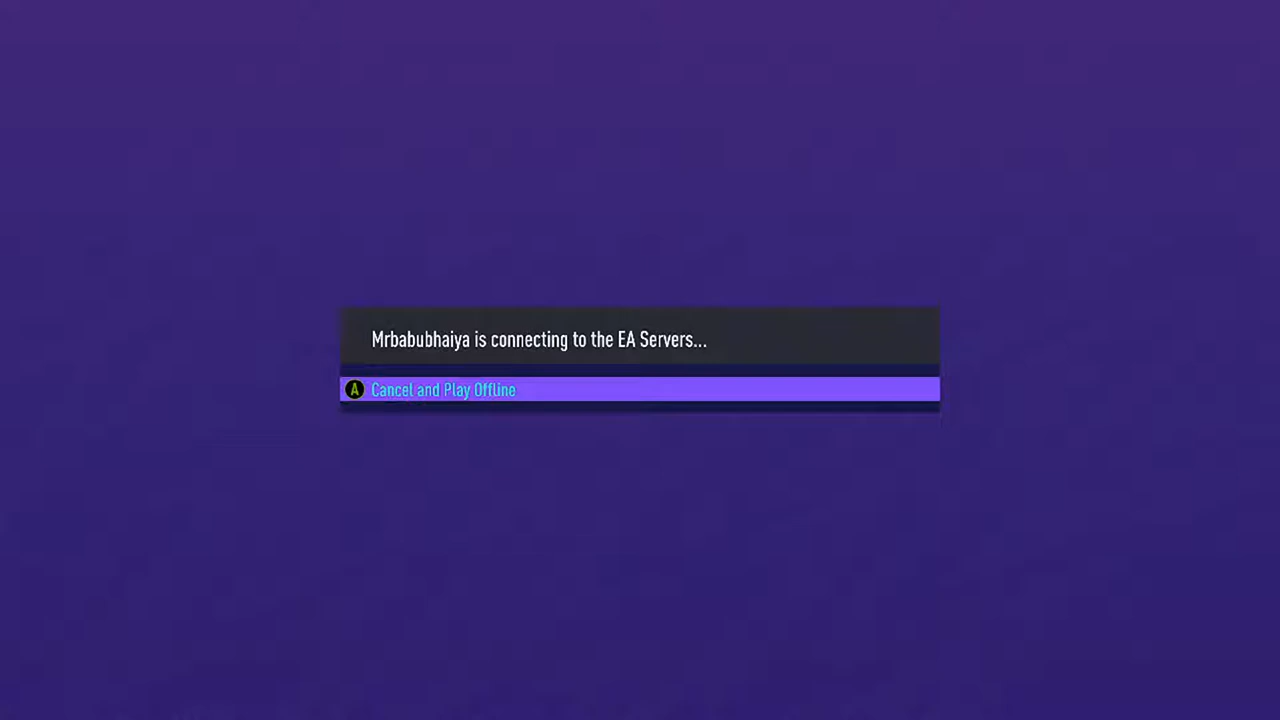 Mrbabubhaiya is connecting to the EA Servers...
A Cancel and Play Offline